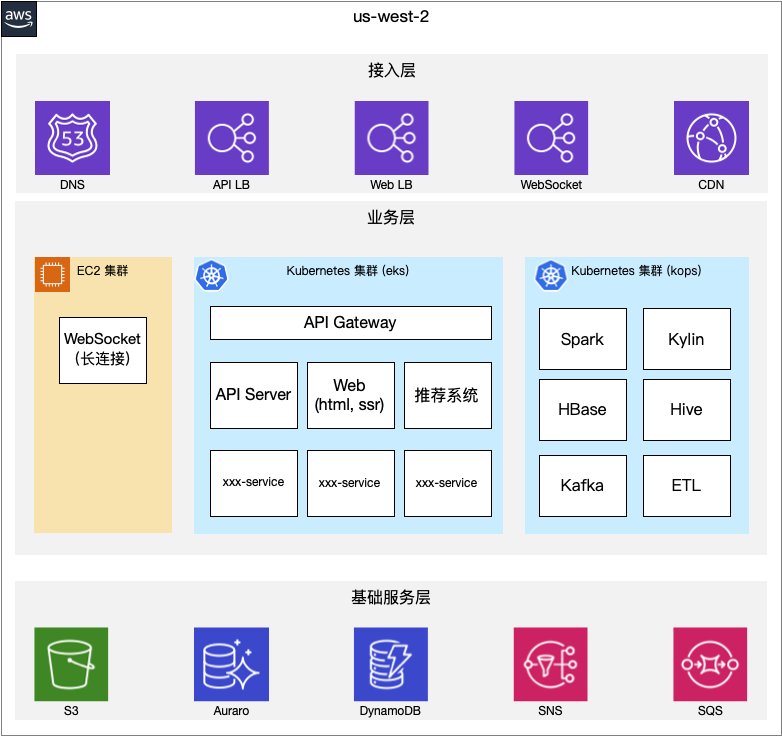 aws
us-west-2
接入层
53
DNS
API LB
Web LB
WebSocket
CDN
业务层
EC2 集群
WebSocket
(长连接)
Kubernetes 集群 (eks)
API Gateway
API Server
Web
(html, ssr)
推荐系统
xxx-service
xxx-service
xxx-service
Kubernetes 集群 (kops)
Spark
Kylin
HBase
Hive
Kafka
ETL
基础服务层
S3
Auraro
DynamoDB
SNS
SQS